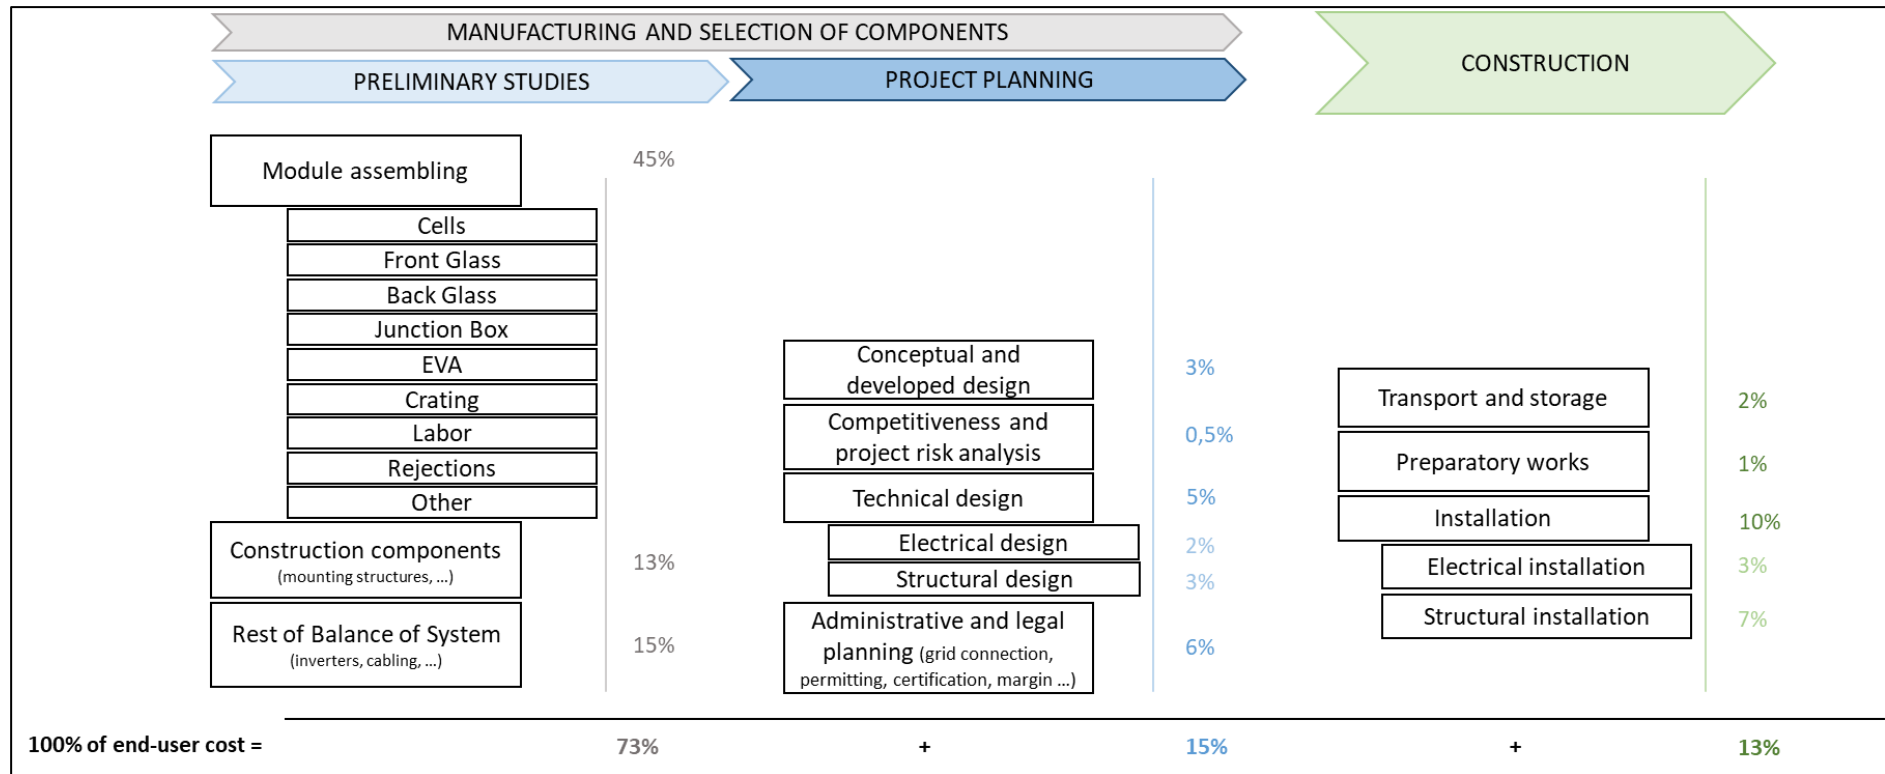 MANUFACTURING AND SELECTION OF COMPONENTS
PRELIMINARY STUDIES
PROJECT PLANNING
CONSTRUCTION
Module assembling
45%
Cells
Front Glass
Back Glass
Junction Box
EVA
Crating
Labor
Rejections
Other
Construction components
(mounting structures, ...)
13%
Rest of Balance of System
(inverters, cabling, ...)
15%
Conceptual and
developed design
3%
Competitiveness and
project risk analysis
0,5%
Technical design
5%
Electrical design
2%
Structural design
3%
Administrative and legal
planning (grid connection,
permitting, certification, margin ...)
6%
Transport and storage
2%
Preparatory works
1%
Installation
10%
Electrical installation
3%
Structural installation
7%
100% of end-user cost = 73% + 15% + 13%